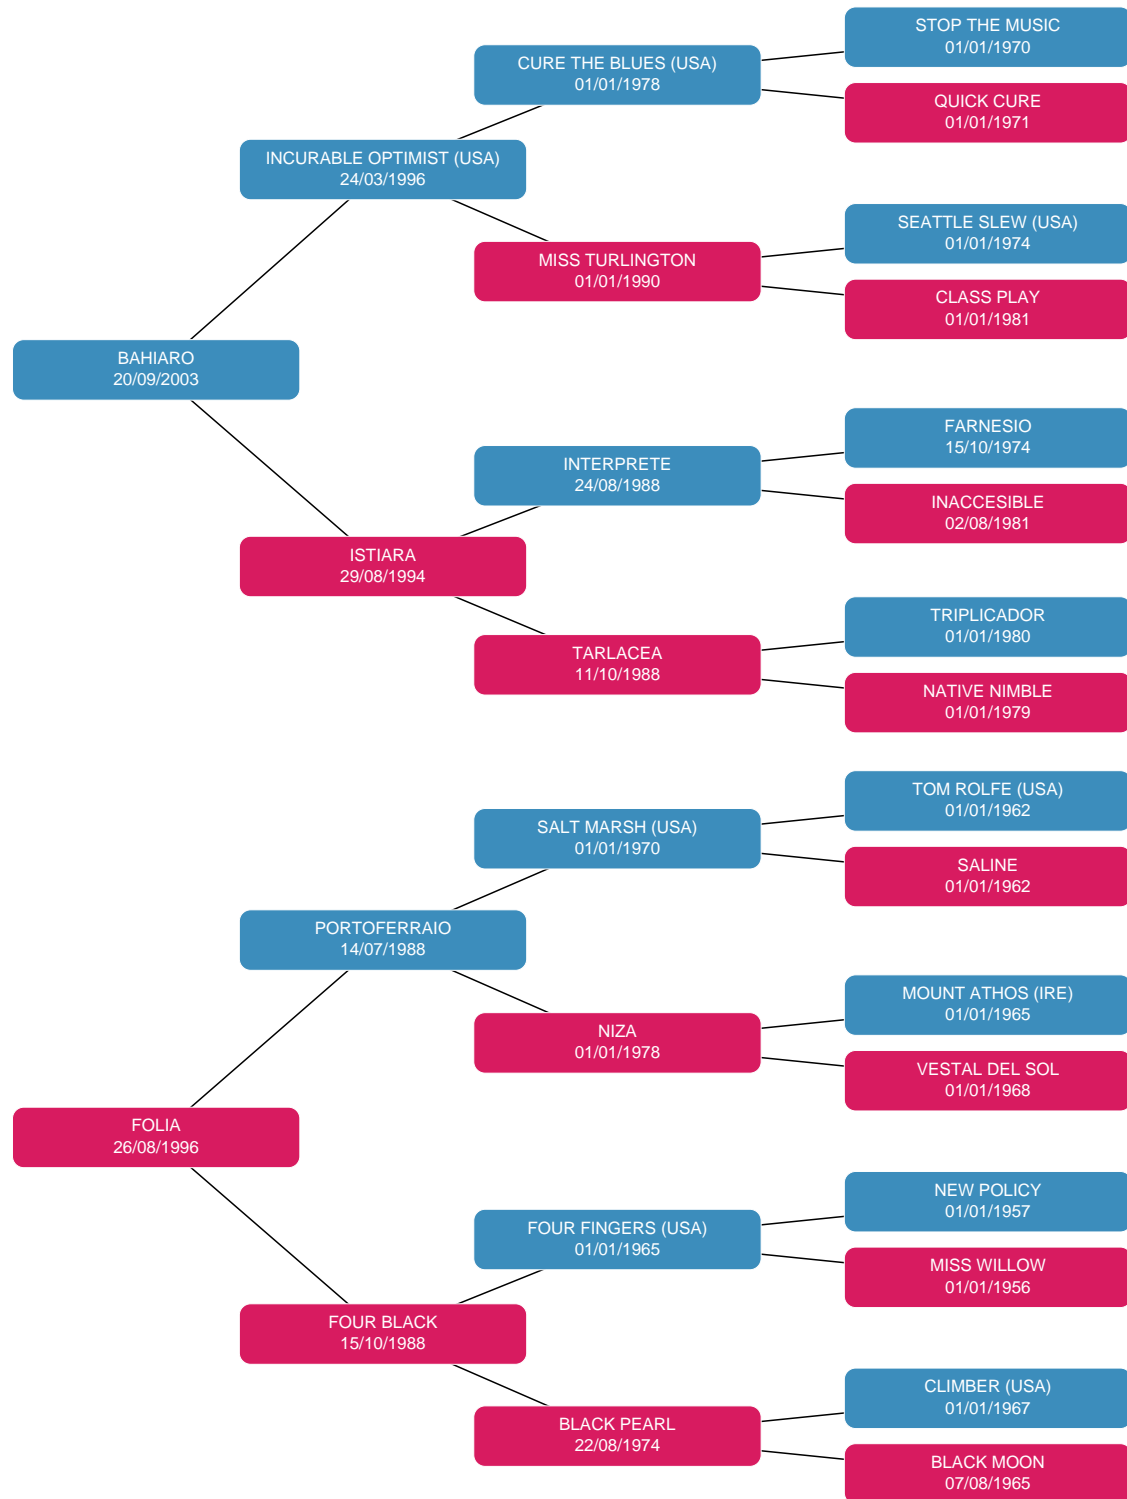 STOP THE MUSIC
01/01/1970
CURE THE BLUES (USA)
01/01/1978
QUICK CURE
01/01/1971
INCURABLE OPTIMIST (USA)
24/03/1996
SEATTLE SLEW (USA)
01/01/1974
MISS TURLINGTON
01/01/1990
CLASS PLAY
01/01/1981
BAHIARO
20/09/2003
FARNESIO
15/10/1974
INTERPRETE
24/08/1988
INACCESIBLE
02/08/1981
ISTIARA
29/08/1994
TRIPLICADOR
01/01/1980
TARLACEA
11/10/1988
NATIVE NIMBLE
01/01/1979
TOM ROLFE (USA)
01/01/1962
SALT MARSH (USA)
01/01/1970
SALINE
01/01/1962
PORTOFERRAIO
14/07/1988
MOUNT ATHOS (IRE)
01/01/1965
NIZA
01/01/1978
VESTAL DEL SOL
01/01/1968
FOLIA
26/08/1996
NEW POLICY
01/01/1957
FOUR FINGERS (USA)
01/01/1965
MISS WILLOW
01/01/1956
FOUR BLACK
15/10/1988
CLIMBER (USA)
01/01/1967
BLACK PEARL
22/08/1974
BLACK MOON
07/08/1965